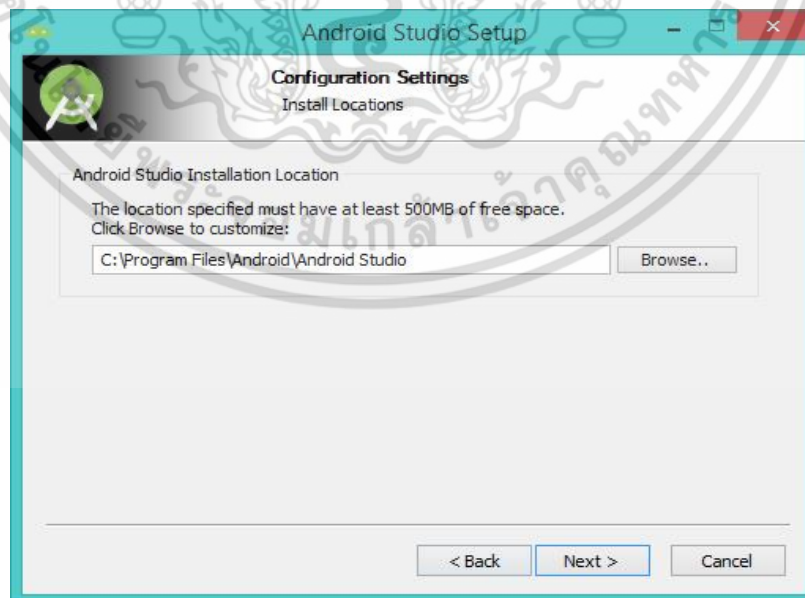 Android Studio Setup
Configuration Settings
Install Locations
Android Studio Installation Location
The location specified must have at least 500MB of free space.
Click Browse to customize:
C:\Program Files\Android\Android Studio
Browse..
< Back
Next >
Cancel